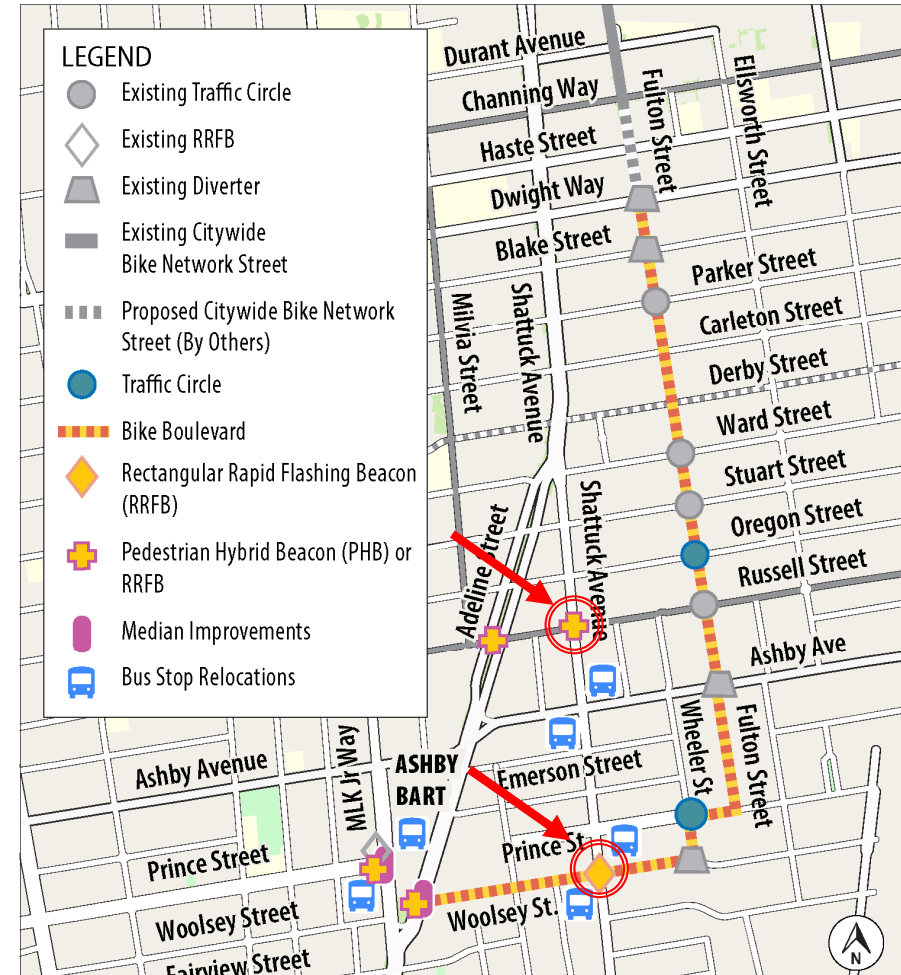 LEGEND
Existing Traffic Circle
Existing RRFB
Existing Diverter
Existing Citywide
Bike Network Street
Proposed Citywide Bike Network
Street (By Others)
Traffic Circle
Bike Boulevard
Rectangular Rapid Flashing Beacon
(RRFB)
Pedestrian Hybrid Beacon (PHB) or
RRFB
Median Improvements
Bus Stop Relocations
Durant Avenue
Channing Way
Haste Street
Dwight Way
Blake Street
Fulton Street
Ellsworth Street
Parker Street
Carleton Street
Derby Street
Ward Street
Stuart Street
Oregon Street
Russell Street
Ashby Ave
Milvia Street
Shattuck Avenue
Shattuck Avenue
Adeline Street
Wheeler St.
Fulton Street
Emerson Street
Prince St.
Woolsey St.
ASHBY
BART
MLK Jr Way
Ashby Avenue
Prince Street
Woolsey Street
Fairview Street
N